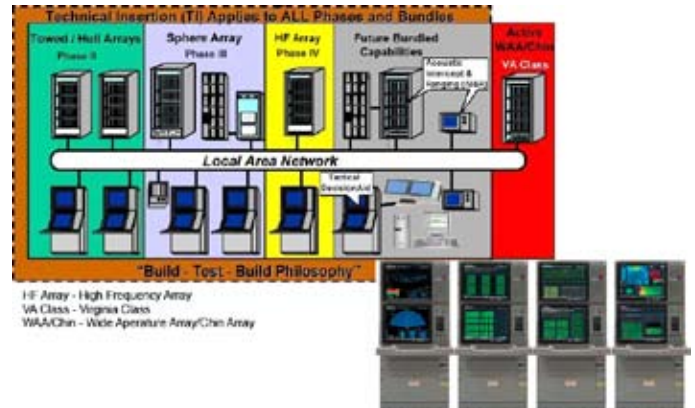 Technical Insertion (TI) Applies to ALL Phases and Bundles
Towed / Hull Arrays
Phase II
Sphere Array
Phase III
HF Array
Phase IV
Future Bundled
Capabilities
Active
WAA/Chin
VA Class
Acoustic
Intercept &
Ranging
Local Area Network
Tactical
Decision Aid
"Build - Test - Build Philosophy"
HF Array - High Frequency Array
VA Class - Virginia Class
WAA/Chin - Wide Aperature Array/Chin Array